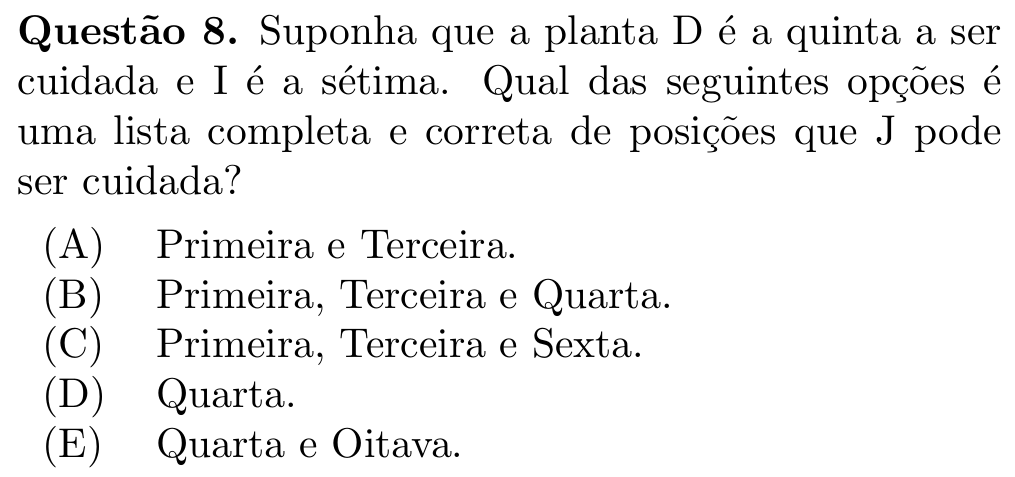 Questão 8. Suponha que a planta D é a quinta a ser
cuidada e I é a sétima. Qual das seguintes opções é
uma lista completa e correta de posições que J pode
ser cuidada?
(A) Primeira e Terceira.
(B) Primeira, Terceira e Quarta.
(C) Primeira, Terceira e Sexta.
(D) Quarta.
(E) Quarta e Oitava.